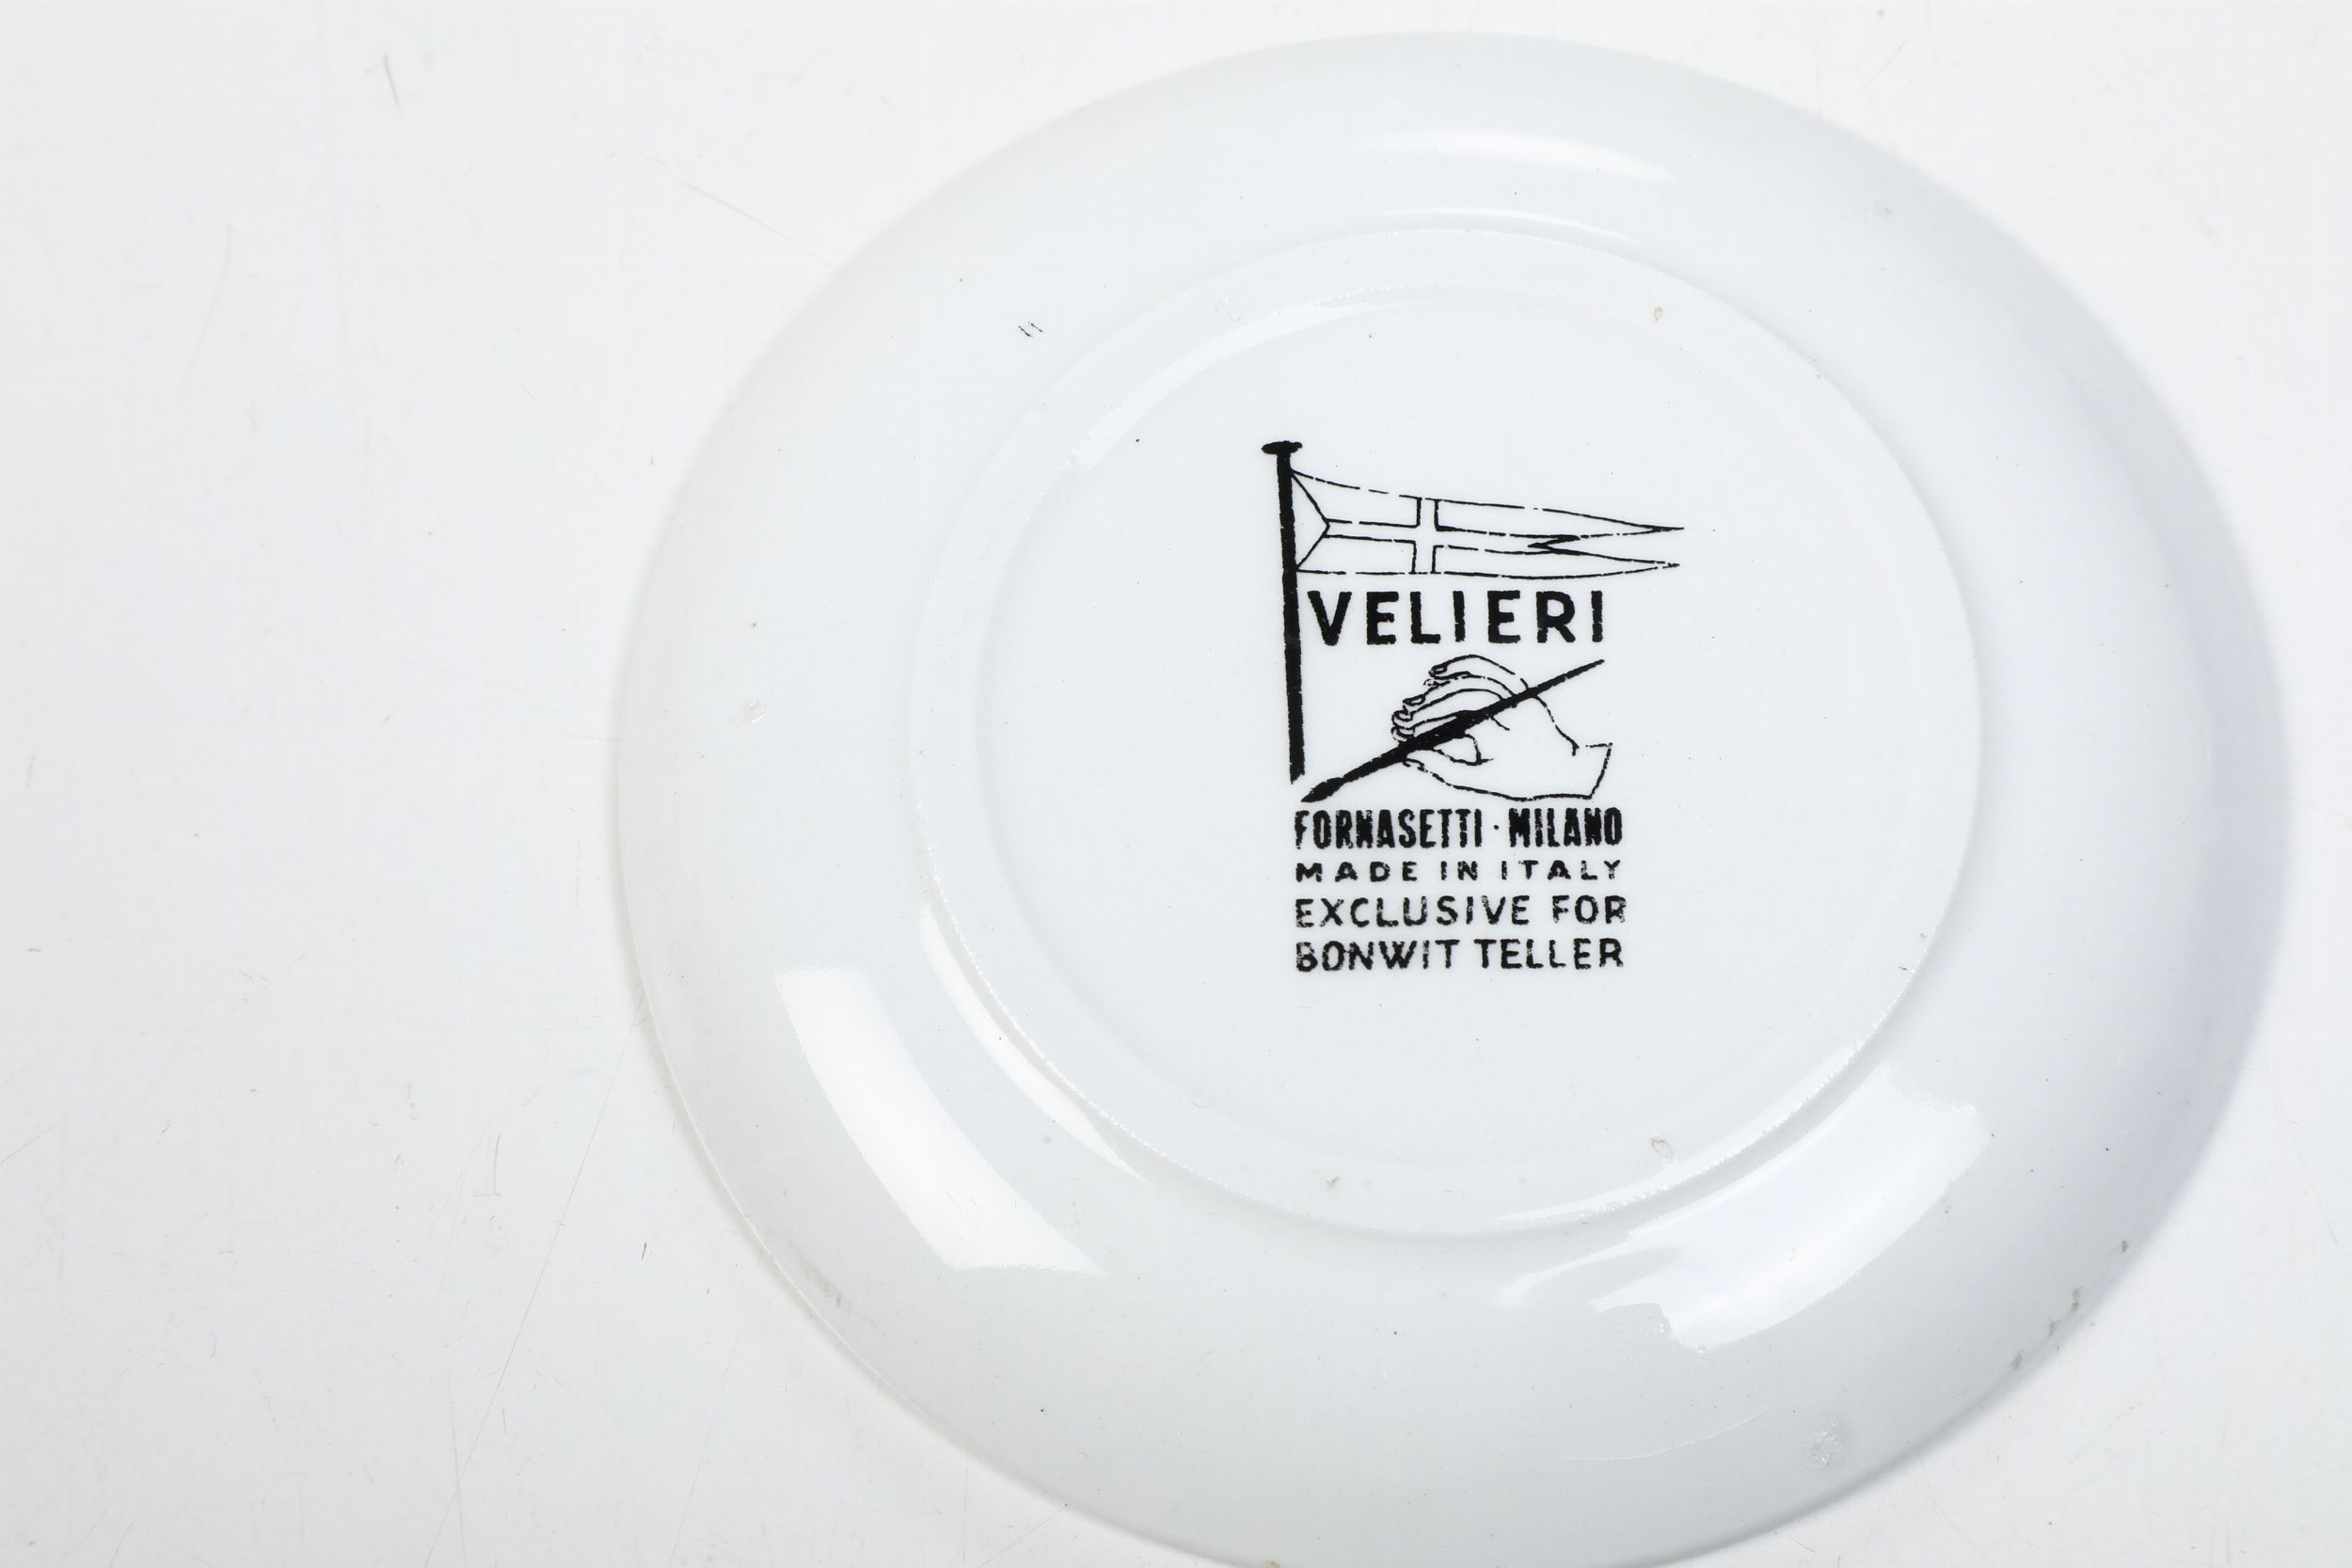 VELIERI
FORNASETTI · MILANO
MADE IN ITALY
EXCLUSIVE FOR
BONWIT TELLER